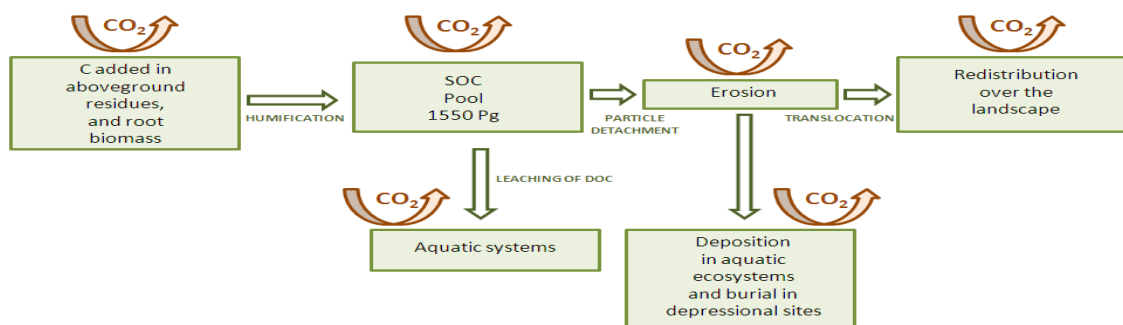 CO2
C added in
aboveground
residues,
and root
biomass
HUMIFICATION
CO2
SOC
Pool
1550 Pg
PARTICLE
DETACHMENT
CO2
Erosion
TRANSLOCATION
CO2
Redistribution
over the
landscape
LEACHING OF DOC
CO2
Aquatic systems
CO2
Deposition
in aquatic
ecosystems
and burial in
depressional sites